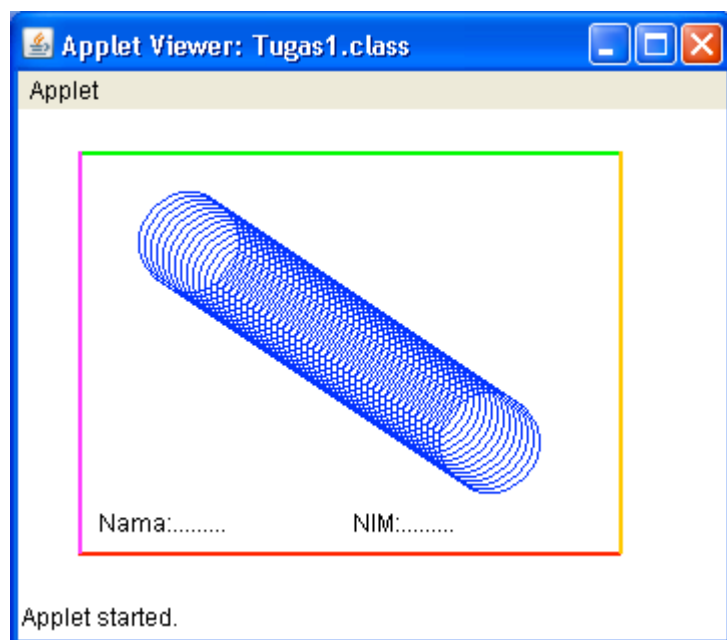 Applet Viewer: Tugas1.class
Applet
Nama:......... NIM:.........
Applet started.